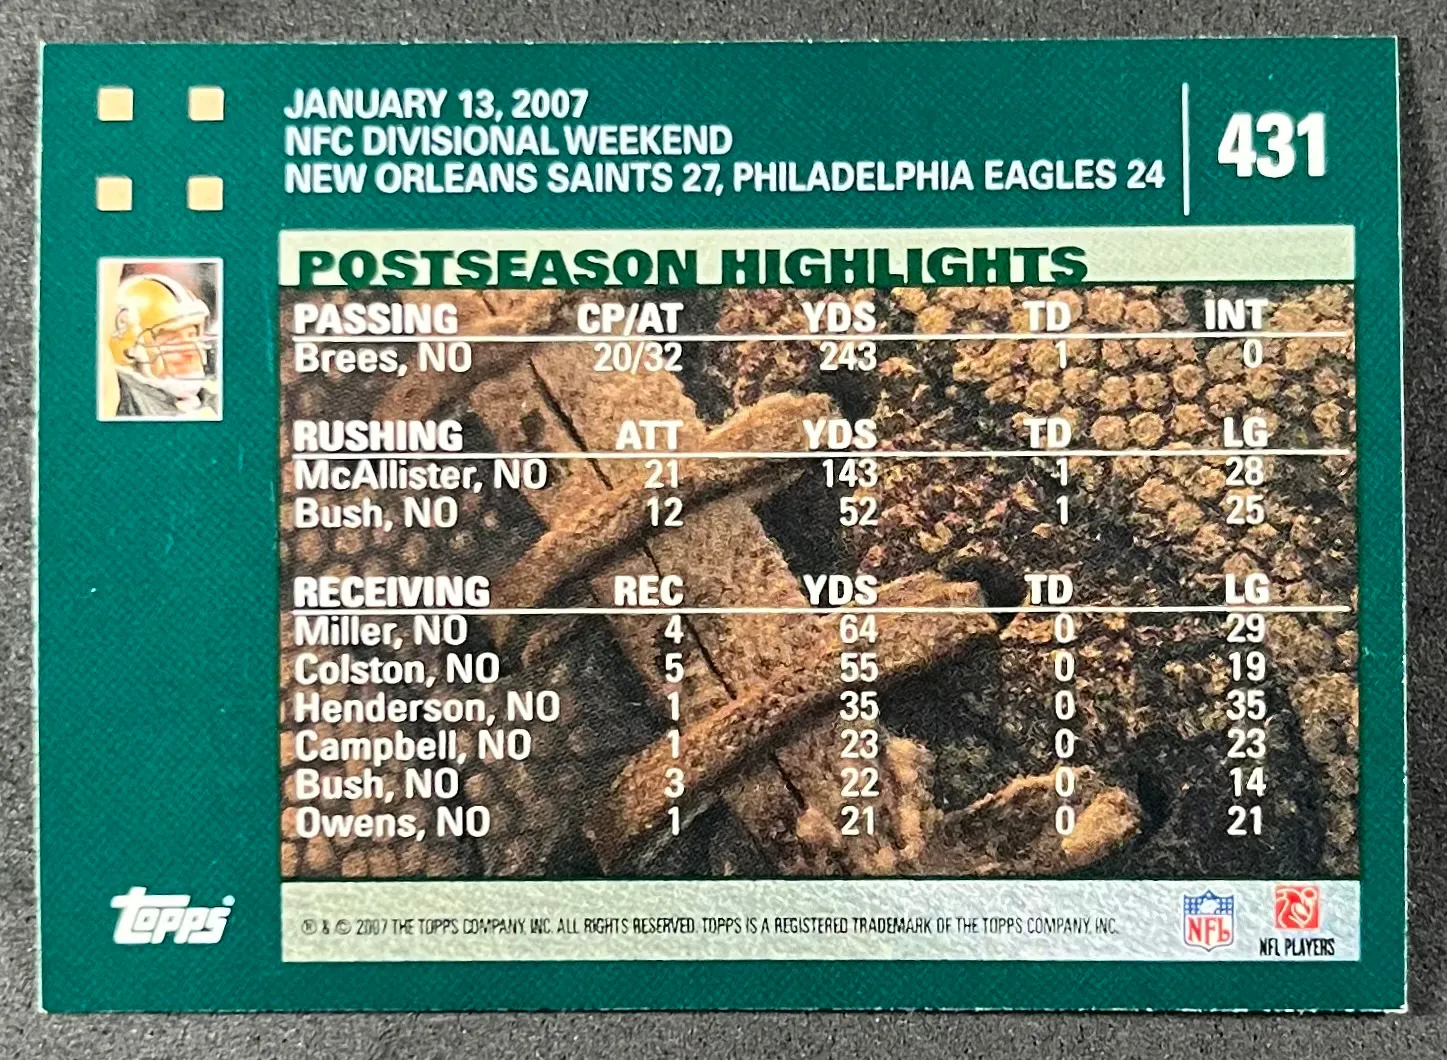 JANUARY 13, 2007
NFC DIVISIONAL WEEKEND
NEW ORLEANS SAINTS 27, PHILADELPHIA EAGLES 24
431
POSTSEASON HIGHLIGHTS
PASSING CP/AT YDS TD INT
Brees, NO 20/32 243 1 0
RUSHING ATT YDS TD LG
McAllister, NO 21 143 1 28
Bush, NO 12 52 1 25
RECEIVING REC YDS TD LG
Miller, NO 4 64 0 29
Colston, NO 5 55 0 19
Henderson, NO 1 35 0 35
Campbell, NO 1 23 0 23
Bush, NO 3 22 0 14
Owens, NO 1 21 0 21
Topps
® & © 2007 THE TOPPS COMPANY, INC. ALL RIGHTS RESERVED. TOPPS IS A REGISTERED TRADEMARK OF THE TOPPS COMPANY, INC.
NFL
NFL PLAYERS